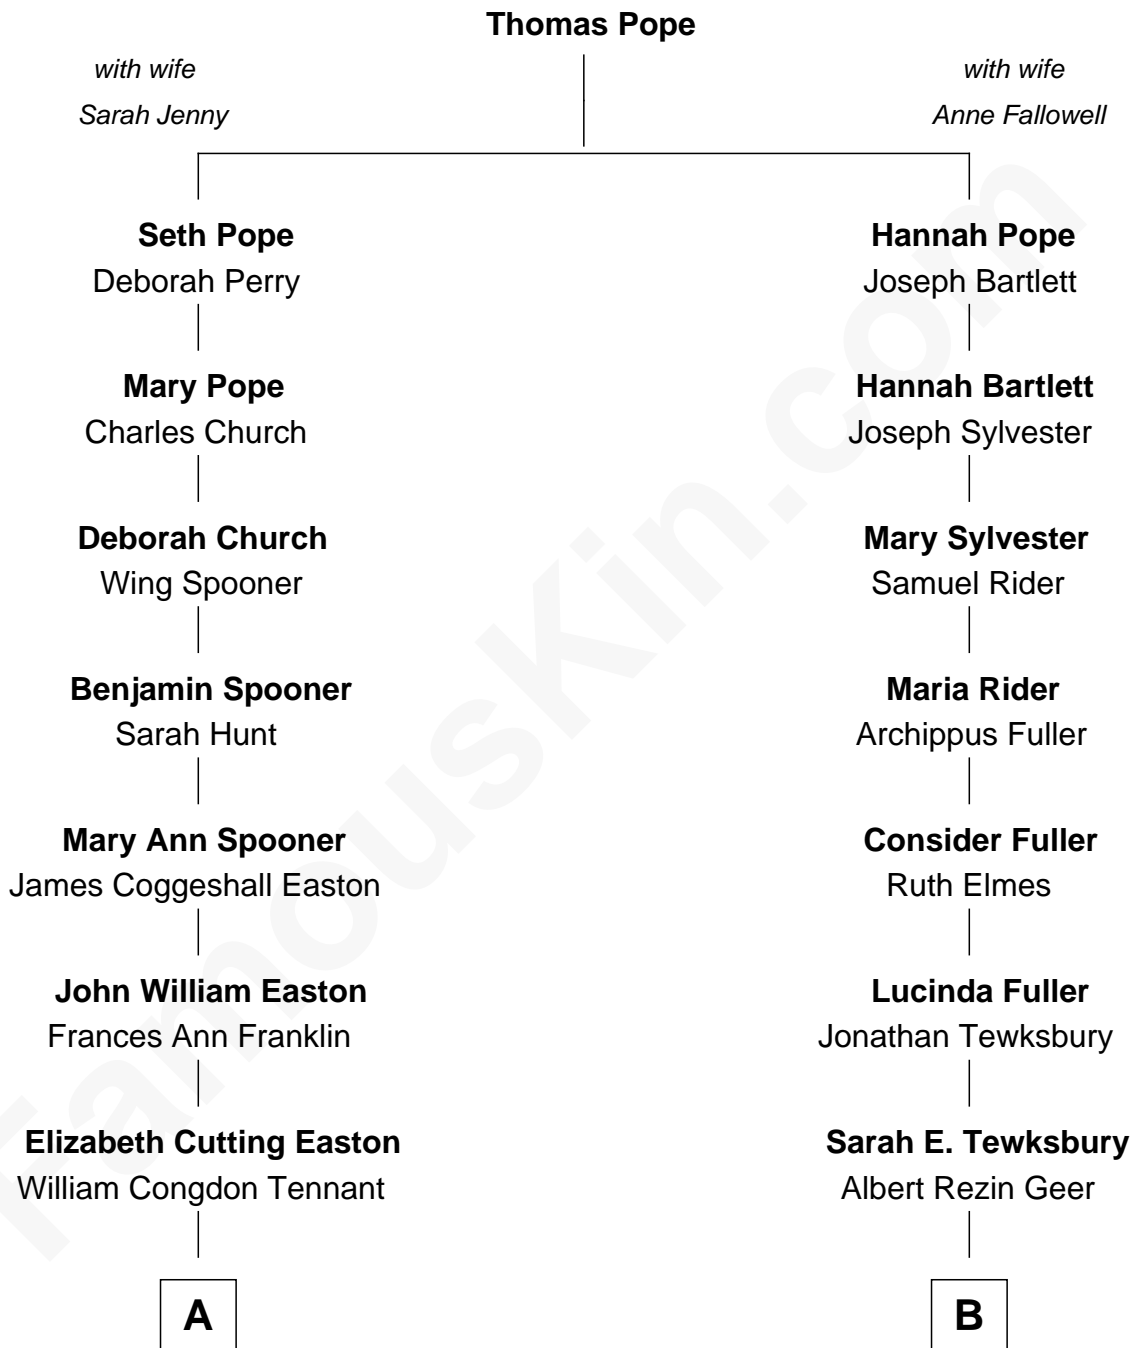 Thomas Pope
with wife
Sarah Jenny
with wife
Anne Fallowell
Seth Pope
Deborah Perry
Hannah Pope
Joseph Bartlett
Mary Pope
Charles Church
Hannah Bartlett
Joseph Sylvester
Deborah Church
Wing Spooner
Mary Sylvester
Samuel Rider
Benjamin Spooner
Sarah Hunt
Maria Rider
Archippus Fuller
Mary Ann Spooner
James Coggeshall Easton
Consider Fuller
Ruth Elmes
John William Easton
Frances Ann Franklin
Lucinda Fuller
Jonathan Tewksbury
Elizabeth Cutting Easton
William Congdon Tennant
Sarah E. Tewksbury
Albert Rezin Geer
A
B
FamousKin.com